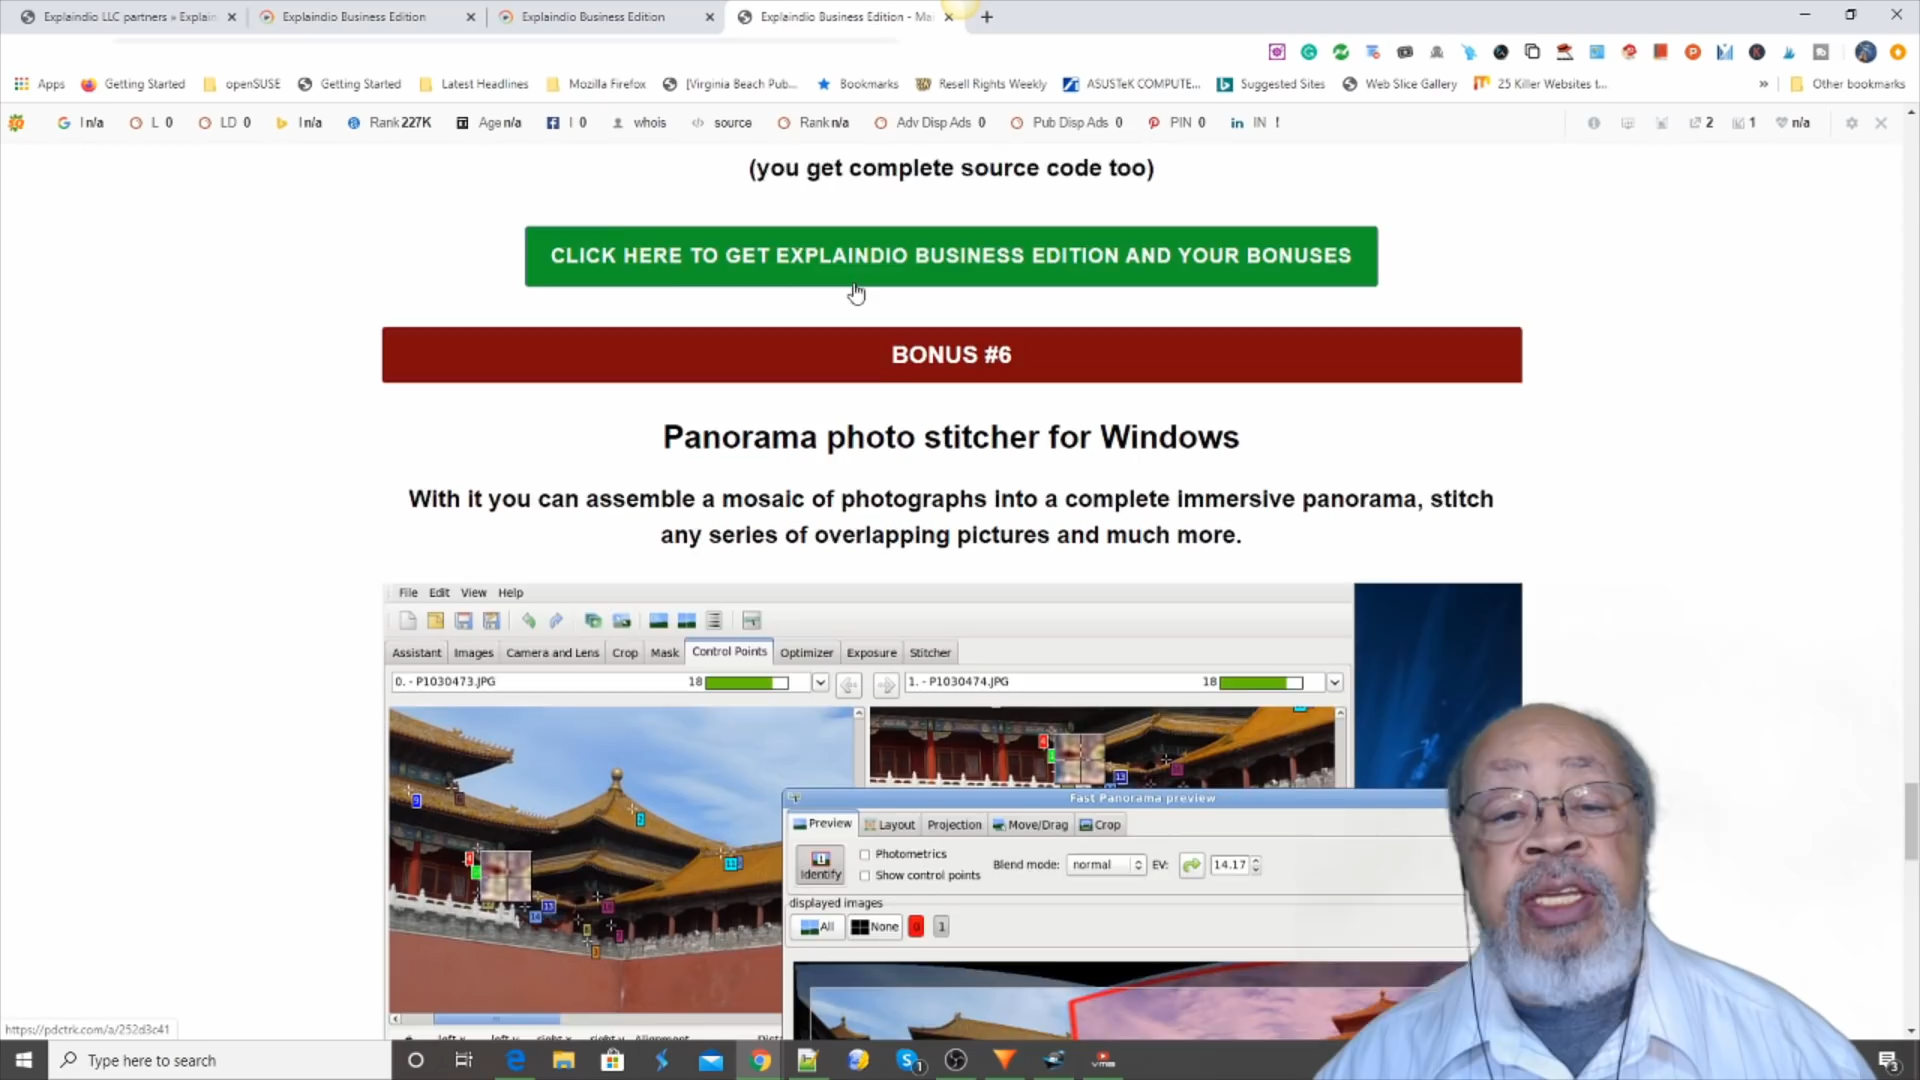 Explaindio LLC partners » Explain
Explaindio Business Edition
Explaindio Business Edition
Explaindio Business Edition - Mai
Apps
Getting Started
openSUSE
Getting Started
Latest Headlines
Mozilla Firefox
[Virginia Beach Pub...
Bookmarks
Resell Rights Weekly
ASUSTeK COMPUTE...
Suggested Sites
Web Slice Gallery
25 Killer Websites t...
»
Other bookmarks
I n/a
L 0
LD 0
I n/a
Rank 227K
Age n/a
I 0
whois
source
Rank n/a
Adv Disp Ads 0
Pub Disp Ads 0
PIN 0
IN !
2
1
n/a
(you get complete source code too)
CLICK HERE TO GET EXPLAINDIO BUSINESS EDITION AND YOUR BONUSES
BONUS #6
Panorama photo stitcher for Windows
With it you can assemble a mosaic of photographs into a complete immersive panorama, stitch
any series of overlapping pictures and much more.
File Edit View Help
Assistant Images Camera and Lens Crop Mask Control Points Optimizer Exposure Stitcher
0. - P1030473.JPG 18
1. - P1030474.JPG 18
Fast Panorama preview
Preview Layout Projection Move/Drag Crop
Identify
Photometrics
Show control points
Blend mode: normal EV: 14.17
displayed images
All None 0 1
https://pdctrk.com/a/252d3c41
left x left y right x right y Alignment
Type here to search